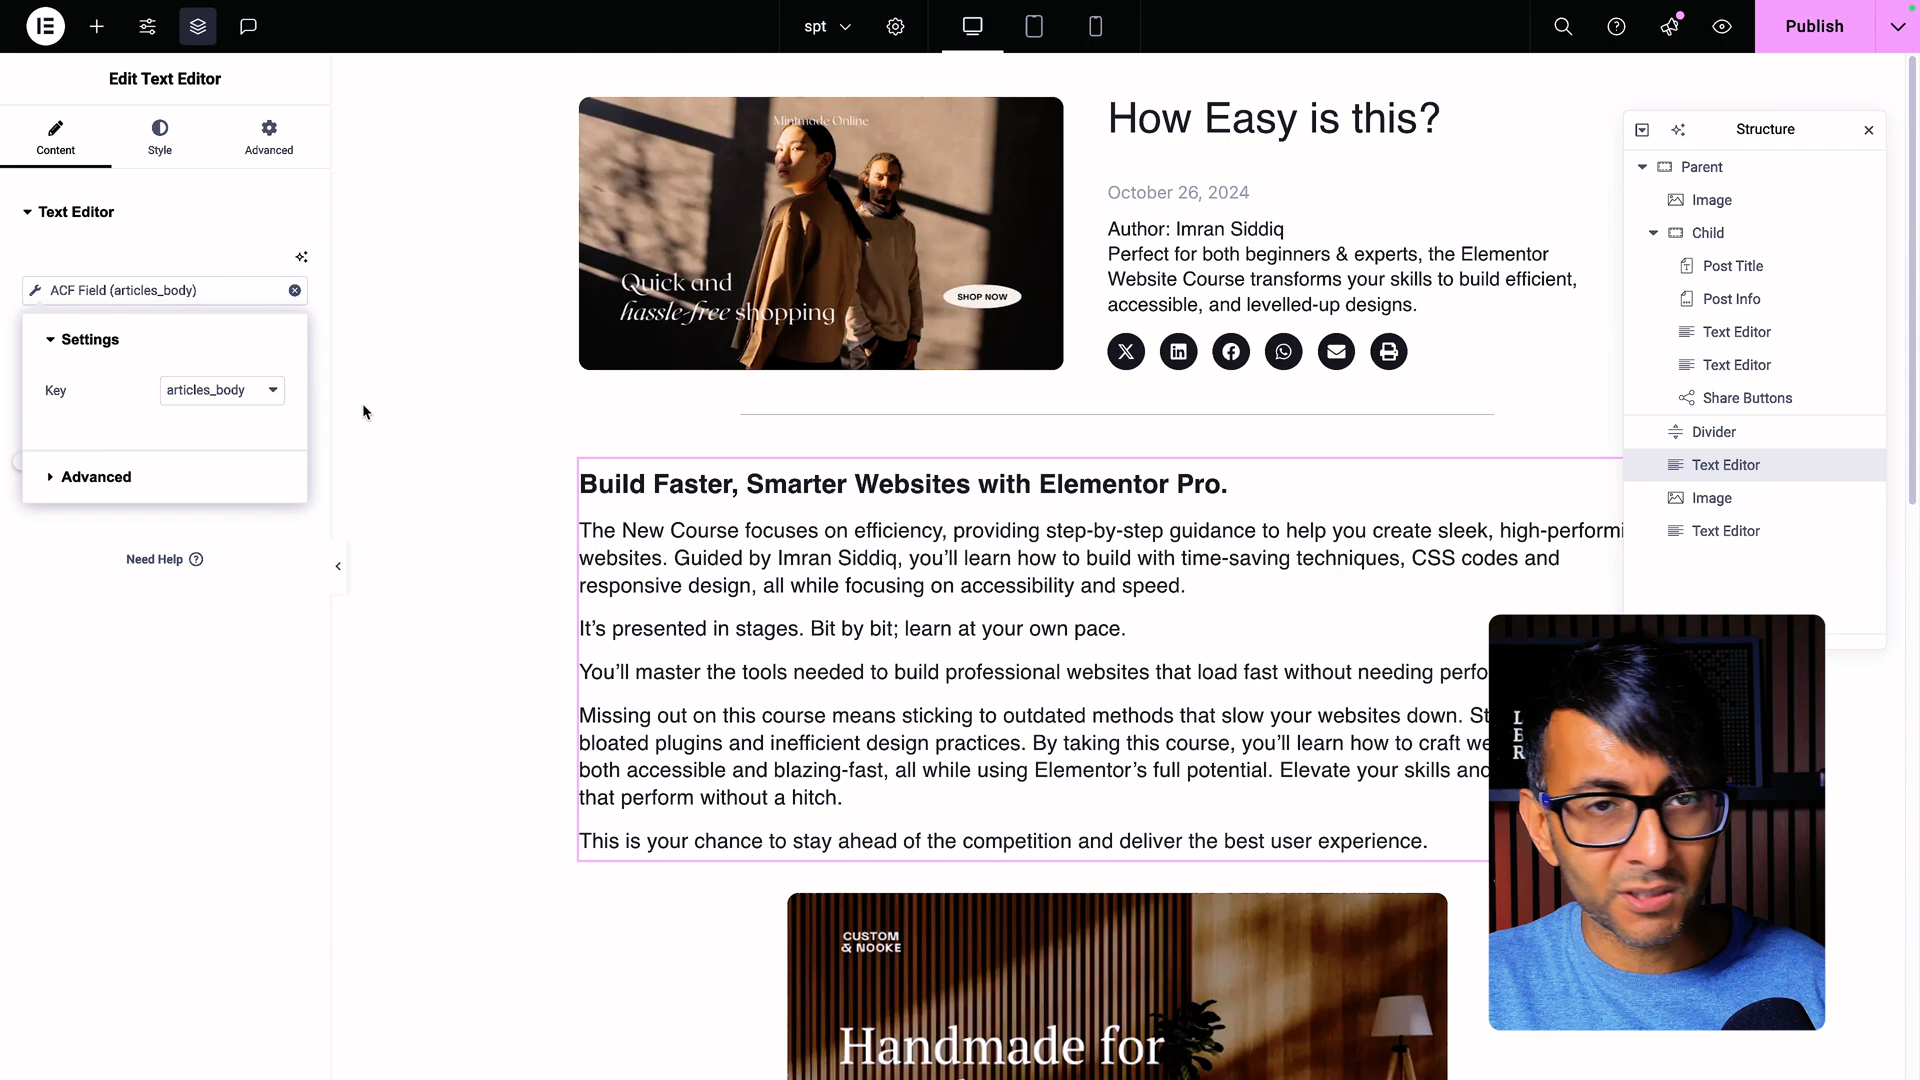 spt
Publish
Edit Text Editor
Content
Style
Advanced
Text Editor
ACF Field (articles_body)
Settings
Key
articles_body
Advanced
Need Help
Mintmade Online
Quick and
hassle-free shopping
SHOP NOW
How Easy is this?
October 26, 2024
Author: Imran Siddiq
Perfect for both beginners & experts, the Elementor
Website Course transforms your skills to build efficient,
accessible, and levelled-up designs.
Build Faster, Smarter Websites with Elementor Pro.
The New Course focuses on efficiency, providing step-by-step guidance to help you create sleek, high-performi
websites. Guided by Imran Siddiq, you’ll learn how to build with time-saving techniques, CSS codes and
responsive design, all while focusing on accessibility and speed.
It’s presented in stages. Bit by bit; learn at your own pace.
You’ll master the tools needed to build professional websites that load fast without needing perfo
Missing out on this course means sticking to outdated methods that slow your websites down. St
bloated plugins and inefficient design practices. By taking this course, you’ll learn how to craft we
both accessible and blazing-fast, all while using Elementor’s full potential. Elevate your skills and
that perform without a hitch.
This is your chance to stay ahead of the competition and deliver the best user experience.
CUSTOM
& NOOKE
Handmade for
Structure
Parent
Image
Child
Post Title
Post Info
Text Editor
Text Editor
Share Buttons
Divider
Text Editor
Image
Text Editor